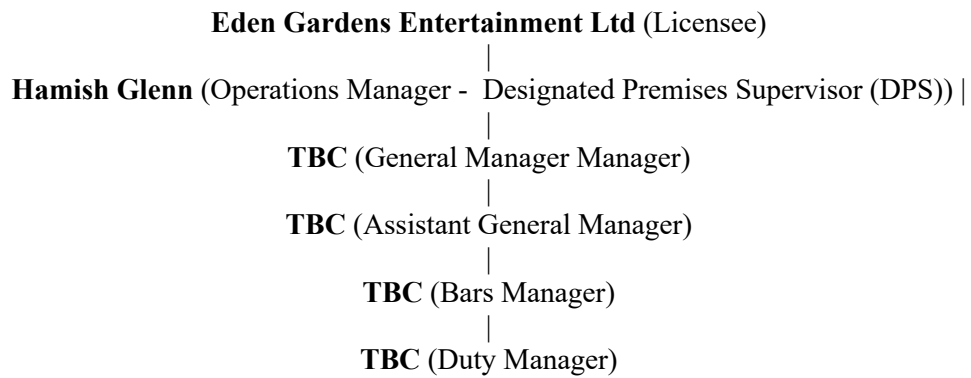 Eden Gardens Entertainment Ltd (Licensee)
|
Hamish Glenn (Operations Manager - Designated Premises Supervisor (DPS)) |
|
TBC (General Manager Manager)
|
TBC (Assistant General Manager)
|
TBC (Bars Manager)
|
TBC (Duty Manager)